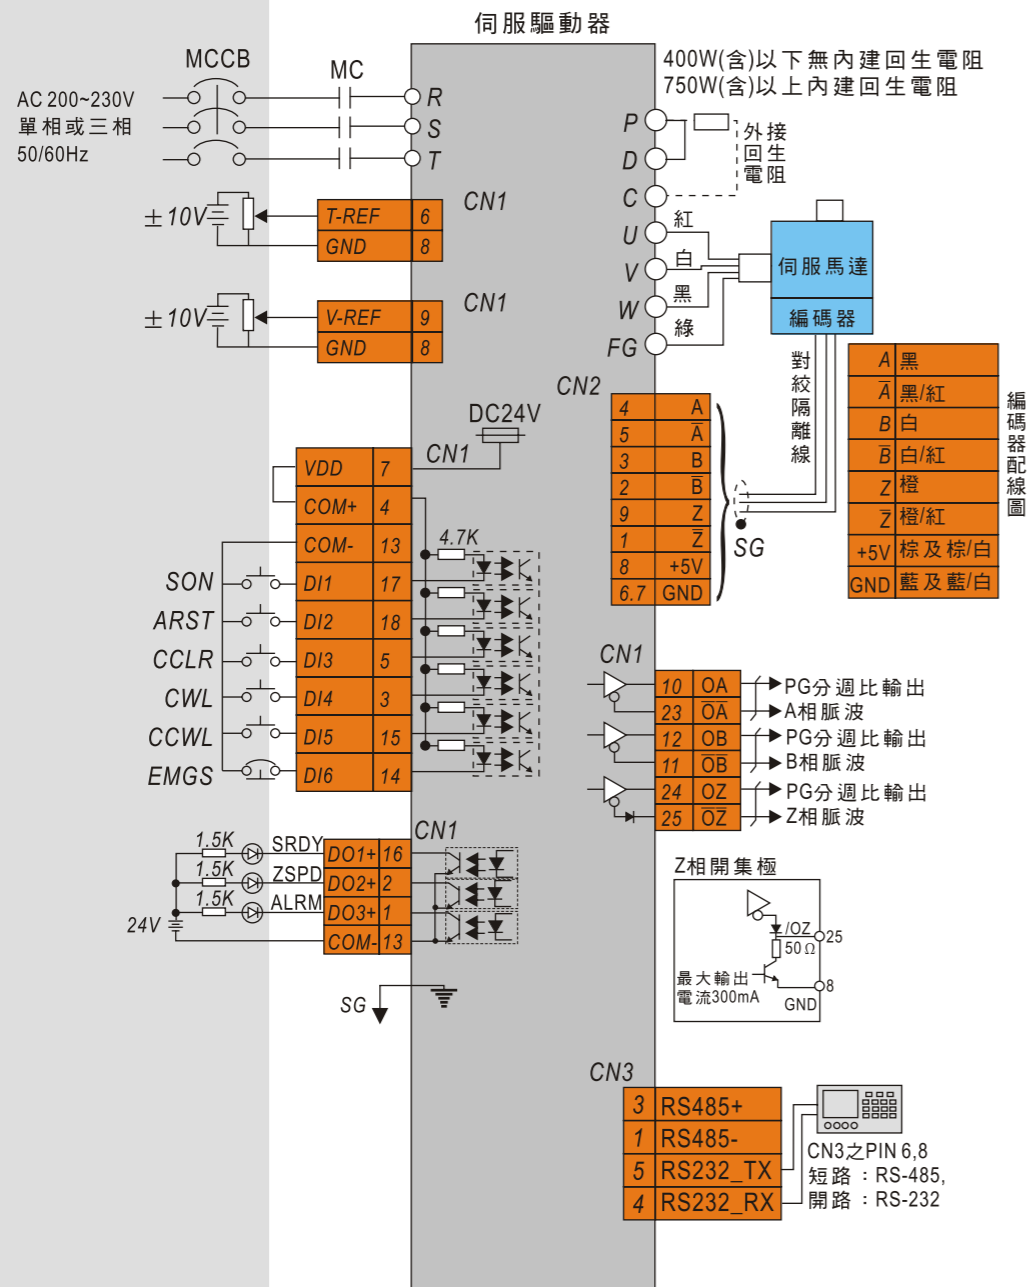 伺服驅動器
MCCB
MC
AC 200~230V
單相或三相
50/60Hz
R
S
T
±10V
T-REF 6
GND 8
CN1
±10V
V-REF 9
GND 8
CN1
DC24V
CN1
VDD 7
COM+ 4
COM- 13
SON DI1 17
ARST DI2 18
CCLR DI3 5
CWL DI4 3
CCWL DI5 15
EMGS DI6 14
4.7K
CN1
1.5K SRDY DO1+ 16
1.5K ZSPD DO2+ 2
1.5K ALRM DO3+ 1
24V COM- 13
SG
400W(含)以下無內建回生電阻
750W(含)以上內建回生電阻
P
D
C
外接
回生
電阻
U 紅
V 白
W 黑
FG 綠
伺服馬達
編碼器
對絞隔離線
CN2
4 A
5 A̅
3 B
2 B̅
9 Z
1 Z̅
8 +5V
6.7 GND
SG
A 黑
A̅ 黑/紅
B 白
B̅ 白/紅
Z 橙
Z̅ 橙/紅
+5V 棕及棕/白
GND 藍及藍/白
編碼器配線圖
CN1
10 OA PG分週比輸出
23 O̅A̅ A相脈波
12 OB PG分週比輸出
11 O̅B̅ B相脈波
24 OZ PG分週比輸出
25 O̅Z̅ Z相脈波
Z相開集極
/OZ 25
50Ω
最大輸出
電流300mA
8
GND
CN3
3 RS485+
1 RS485-
5 RS232_TX
4 RS232_RX
CN3之PIN 6,8
短路：RS-485,
開路：RS-232